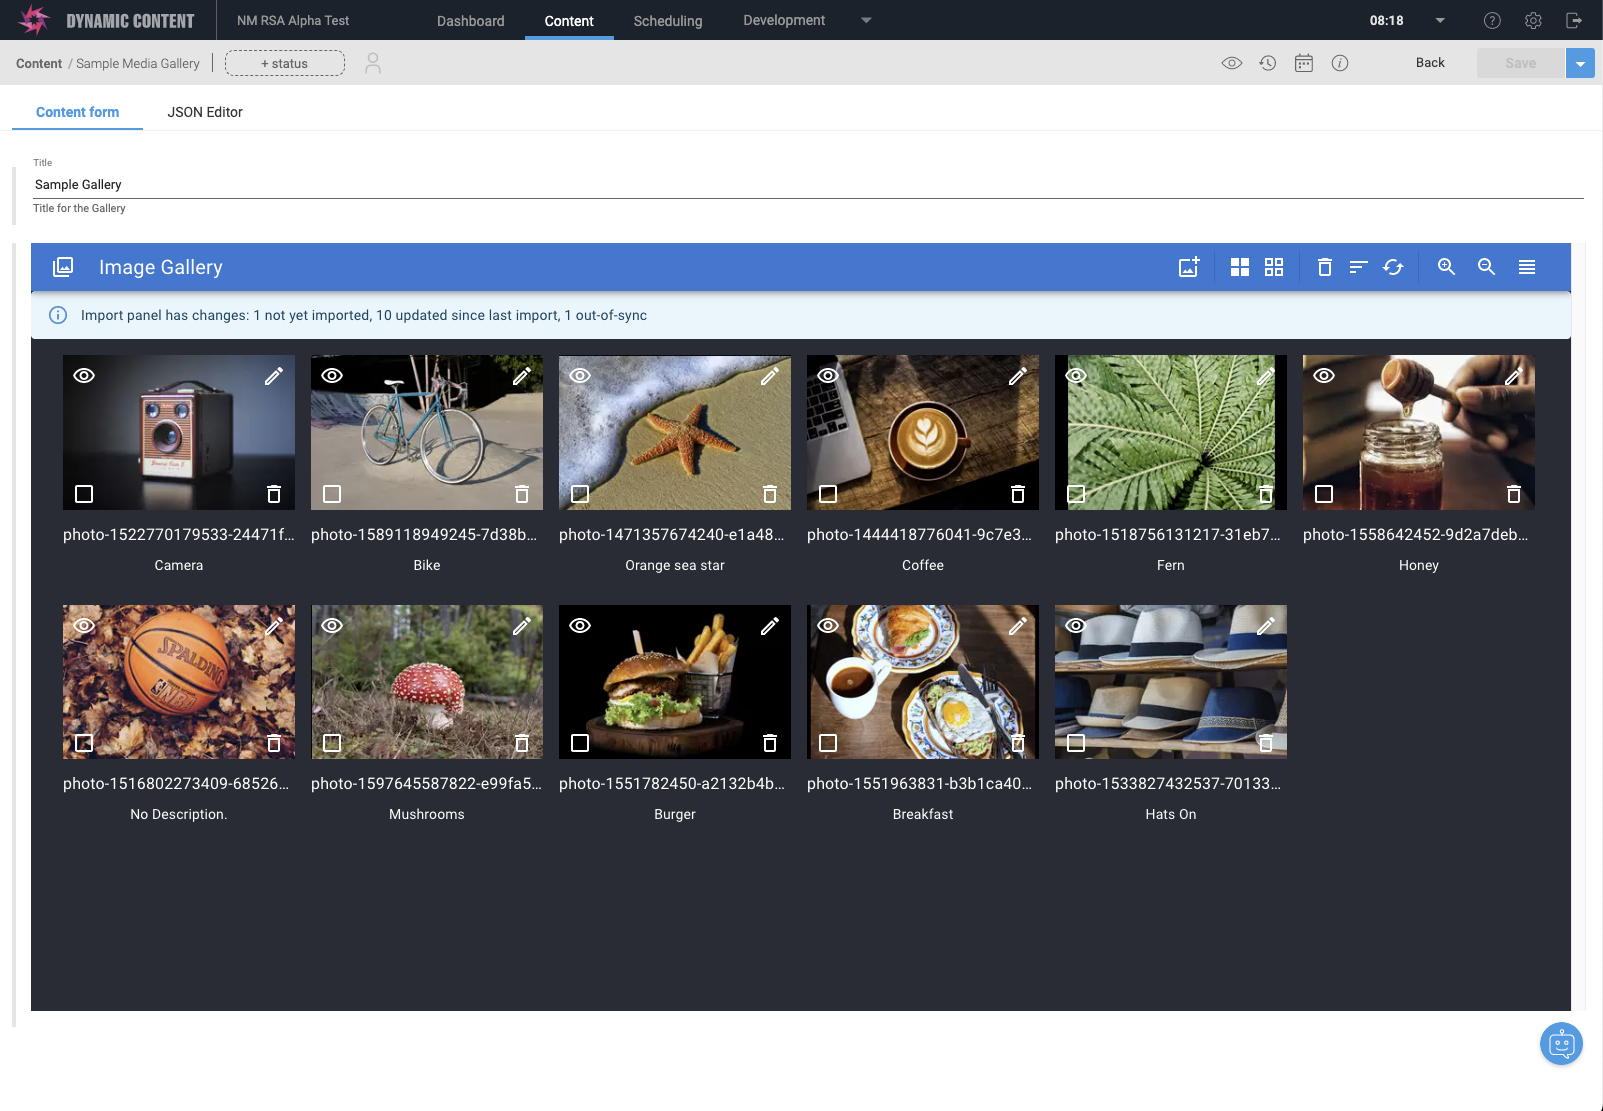 DYNAMIC CONTENT
NM RSA Alpha Test
Dashboard
Content
Scheduling
Development
08:18
Content / Sample Media Gallery
+ status
Back
Save
Content form
JSON Editor
Title
Sample Gallery
Title for the Gallery
Image Gallery
Import panel has changes: 1 not yet imported, 10 updated since last import, 1 out-of-sync
photo-1522770179533-24471f...
photo-1589118949245-7d38b...
photo-1471357674240-e1a48...
photo-1444418776041-9c7e3...
photo-1518756131217-31eb7...
photo-1558642452-9d2a7deb...
Camera
Bike
Orange sea star
Coffee
Fern
Honey
SPALDING
NBA
photo-1516802273409-68526...
photo-1597645587822-e99fa5...
photo-1551782450-a2132b4b...
photo-1551963831-b3b1ca40...
photo-1533827432537-70133...
No Description.
Mushrooms
Burger
Breakfast
Hats On